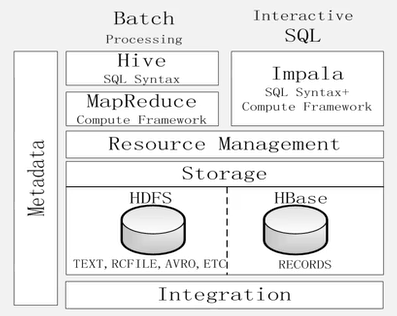 Batch
Processing
Interactive
SQL
Metadata
Hive
SQL Syntax
MapReduce
Compute Framework
Impala
SQL Syntax+
Compute Framework
Resource Management
Storage
HDFS
TEXT, RCFILE, AVRO, ETC
HBase
RECORDS
Integration